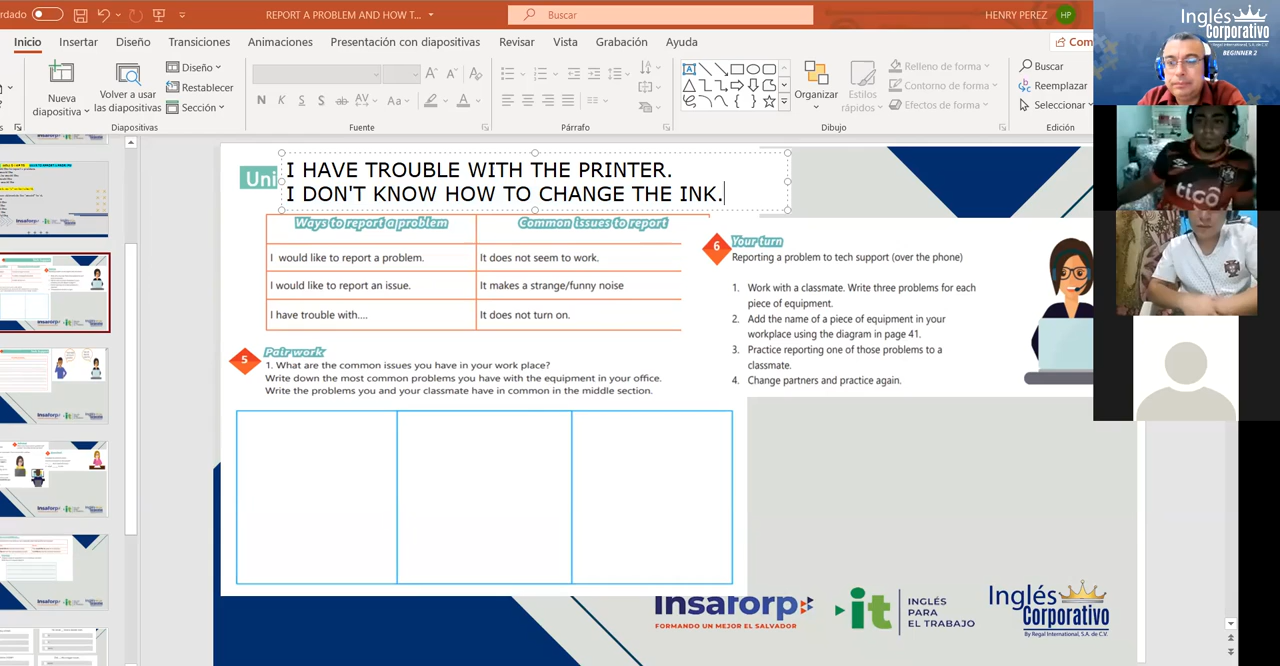 rdado
REPORT A PROBLEM AND HOW T...
Buscar
HENRY PEREZ
HP
Inicio
Insertar
Diseño
Transiciones
Animaciones
Presentación con diapositivas
Revisar
Vista
Grabación
Ayuda
Com
Nueva
diapositiva
Volver a usar
las diapositivas
Diseño
Restablecer
Sección
Diapositivas
N K S S ab AV Aa
Fuente
Párrafo
Organizar
Estilos
rápidos
Relleno de forma
Contorno de forma
Efectos de forma
Dibujo
Buscar
Reemplazar
Seleccionar
Edición
Inglés
Corporativo
By Regal International, S.A. de C.V.
BEGINNER 2
tigo
Uni
I HAVE TROUBLE WITH THE PRINTER.
I DON'T KNOW HOW TO CHANGE THE INK.
Ways to report a problem
Common issues to report
I would like to report a problem.
It does not seem to work.
I would like to report an issue.
It makes a strange/funny noise
I have trouble with....
It does not turn on.
5
Pair work
1. What are the common issues you have in your work place?
Write down the most common problems you have with the equipment in your office.
Write the problems you and your classmate have in common in the middle section.
6
Your turn
Reporting a problem to tech support (over the phone)
1. Work with a classmate. Write three problems for each
piece of equipment.
2. Add the name of a piece of equipment in your
workplace using the diagram in page 41.
3. Practice reporting one of those problems to a
classmate.
4. Change partners and practice again.
Insaforp
FORMANDO UN MEJOR EL SALVADOR
it
INGLÉS
PARA
EL TRABAJO
Inglés
Corporativo
By Regal International, S.A. de C.V.